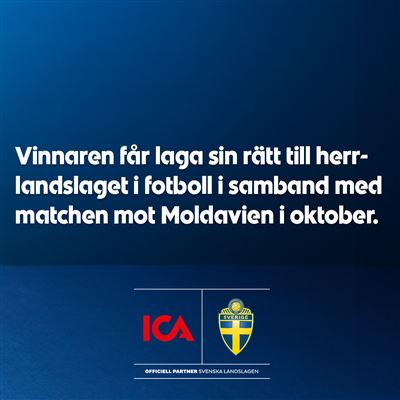 Vinnaren får laga sin rätt till herr-
landslaget i fotboll i samband med
matchen mot Moldavien i oktober.
ICA
SVERIGE
OFFICIELL PARTNER SVENSKA LANDSLAGEN